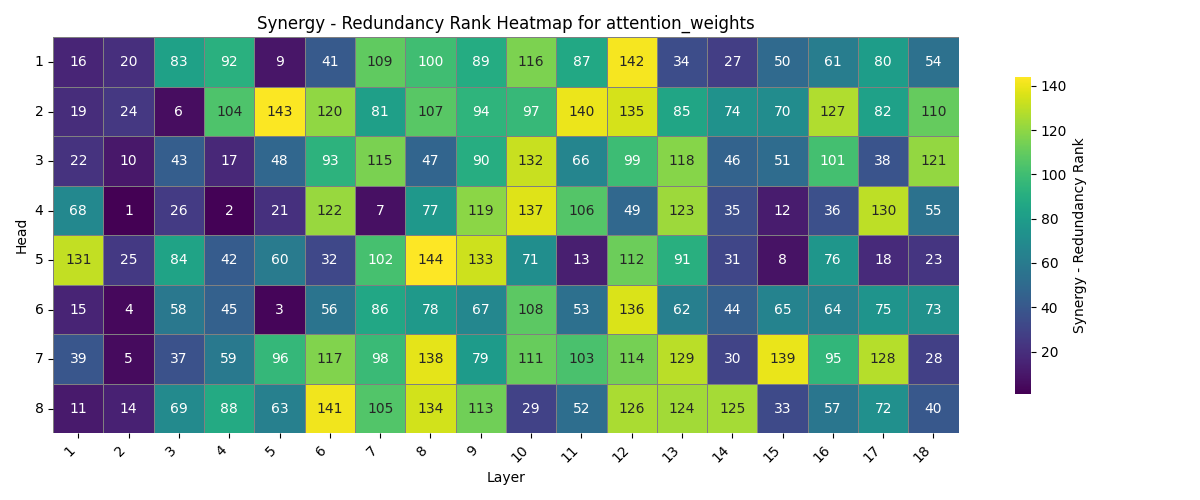 Synergy - Redundancy Rank Heatmap for attention_weights
1 16 20 83 92 9 41 109 100 89 116 87 142 34 27 50 61 80 54
2 19 24 6 104 143 120 81 107 94 97 140 135 85 74 70 127 82 110
3 22 10 43 17 48 93 115 47 90 132 66 99 118 46 51 101 38 121
4 68 1 26 2 21 122 7 77 119 137 106 49 123 35 12 36 130 55
5 131 25 84 42 60 32 102 144 133 71 13 112 91 31 8 76 18 23
6 15 4 58 45 3 56 86 78 67 108 53 136 62 44 65 64 75 73
7 39 5 37 59 96 117 98 138 79 111 103 114 129 30 139 95 128 28
8 11 14 69 88 63 141 105 134 113 29 52 126 124 125 33 57 72 40
1 2 3 4 5 6 7 8 9 10 11 12 13 14 15 16 17 18
Layer
Head
140
120
100
80
60
40
20
Synergy - Redundancy Rank